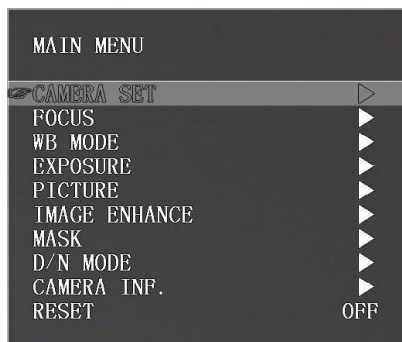 MAIN MENU
CAMERA SET
FOCUS
WB MODE
EXPOSURE
PICTURE
IMAGE ENHANCE
MASK
D/N MODE
CAMERA INF.
RESET OFF